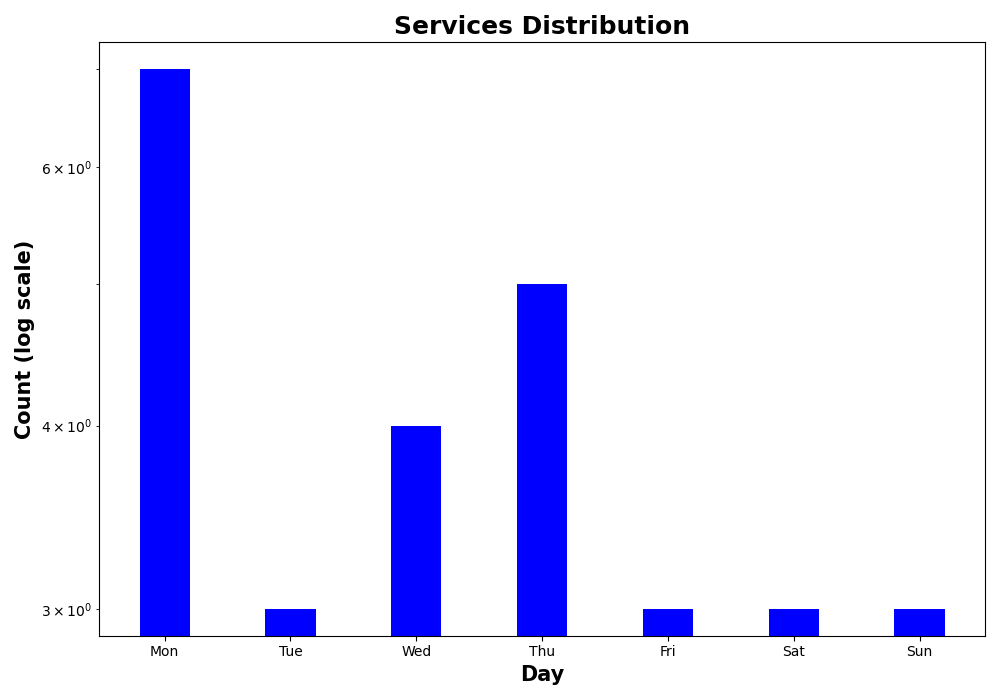 Services Distribution
Count (log scale)
6 × 10⁰
4 × 10⁰
3 × 10⁰
Mon Tue Wed Thu Fri Sat Sun
Day